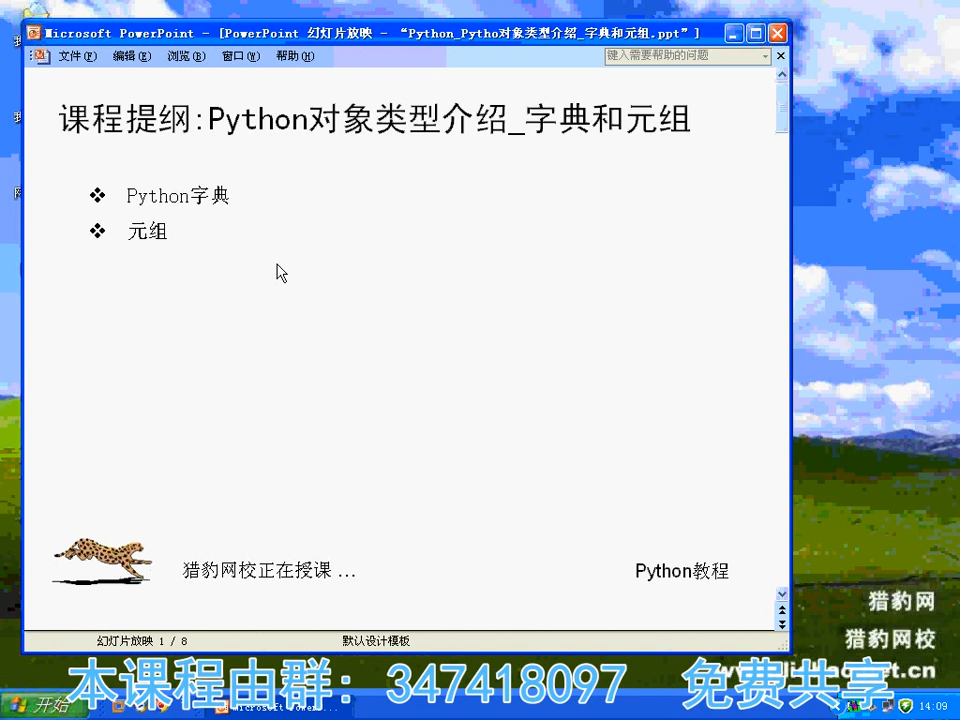 Microsoft PowerPoint - [PowerPoint 幻灯片放映 - “Python_Pytho对象类型介绍_字典和元组.ppt”]
文件(F) 编辑(E) 浏览(B) 窗口(W) 帮助(H) 键入需要帮助的问题
课程提纲:Python对象类型介绍_字典和元组
❖ Python字典
❖ 元组
猎豹网校正在授课 ...
Python教程
幻灯片放映 1 / 8 默认设计模板
猎豹网
猎豹网校
本课程由群：347418097 免费共享
开始
14:09